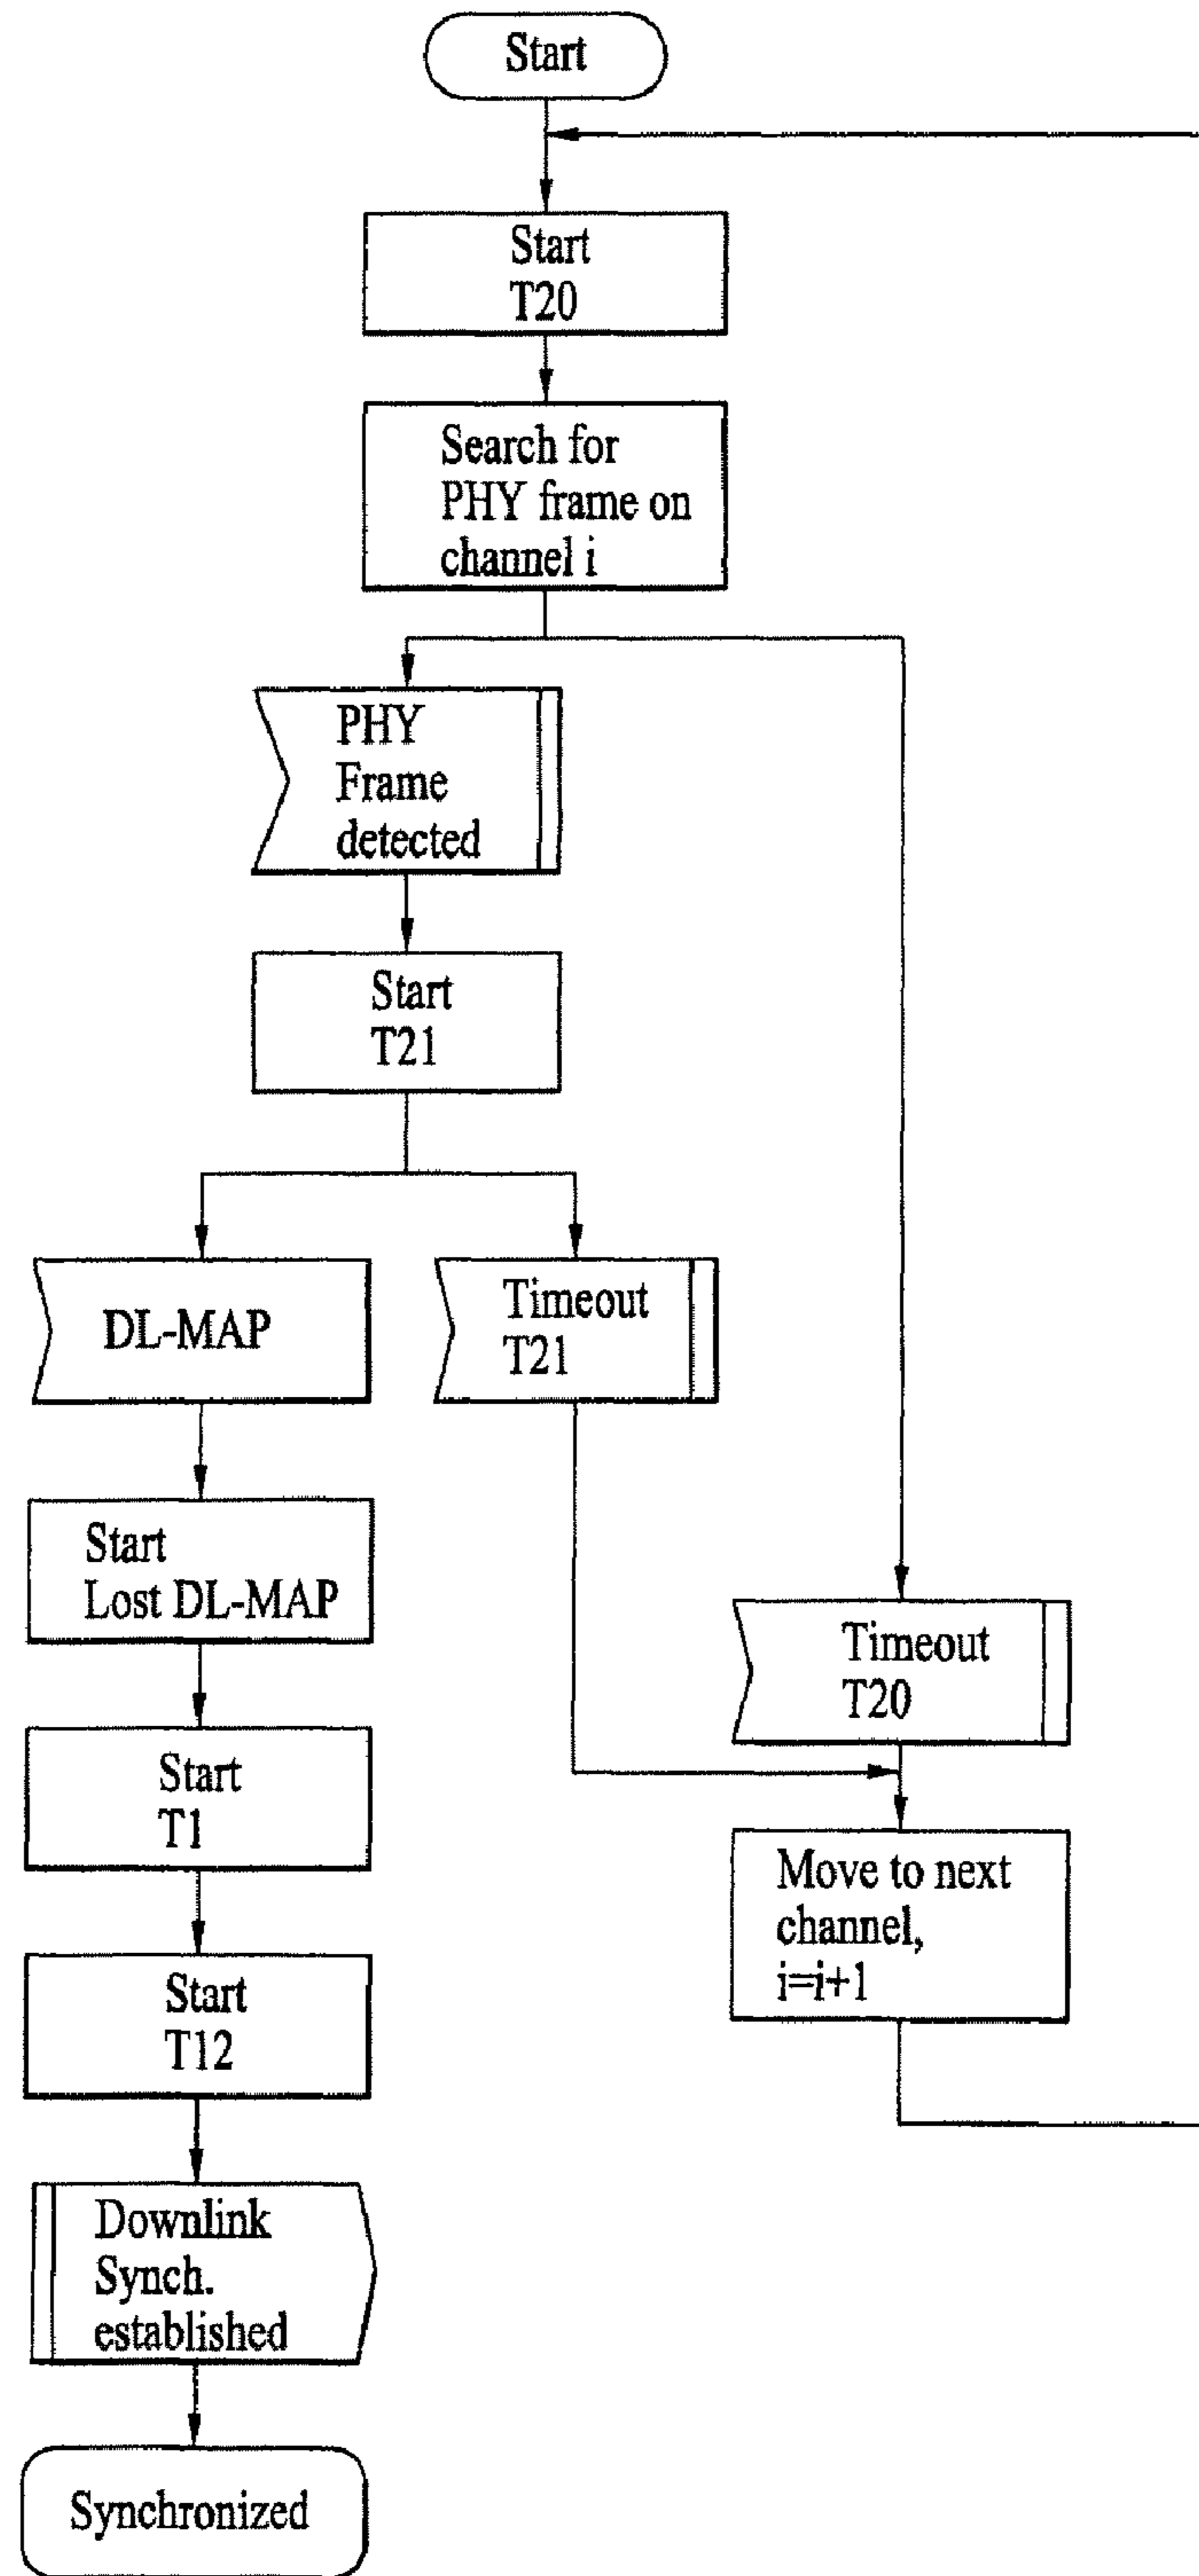 Start
Start
T20
Search for
PHY frame on
channel i
PHY
Frame
detected
Start
T21
DL-MAP
Timeout
T21
Start
Lost DL-MAP
Timeout
T20
Start
T1
Move to next
channel,
i=i+1
Start
T12
Downlink
Synch.
established
Synchronized